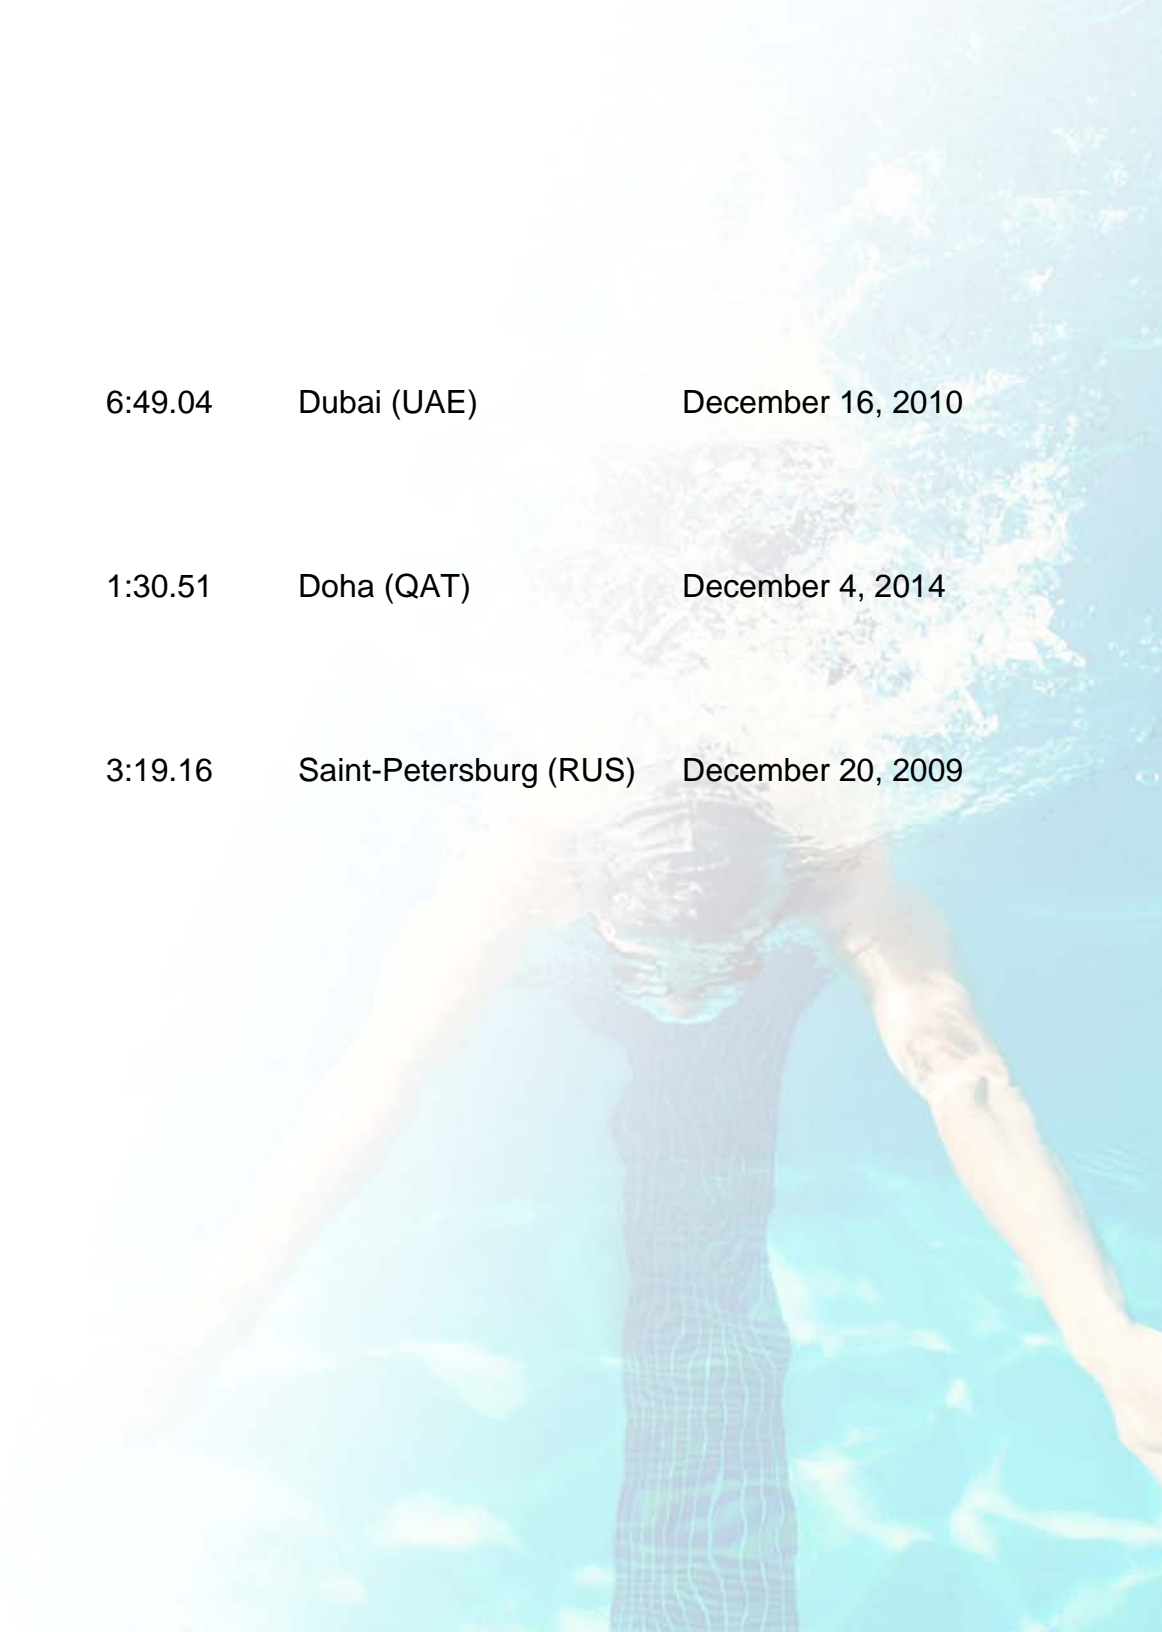 6:49.04 Dubai (UAE) December 16, 2010
1:30.51 Doha (QAT) December 4, 2014
3:19.16 Saint-Petersburg (RUS) December 20, 2009